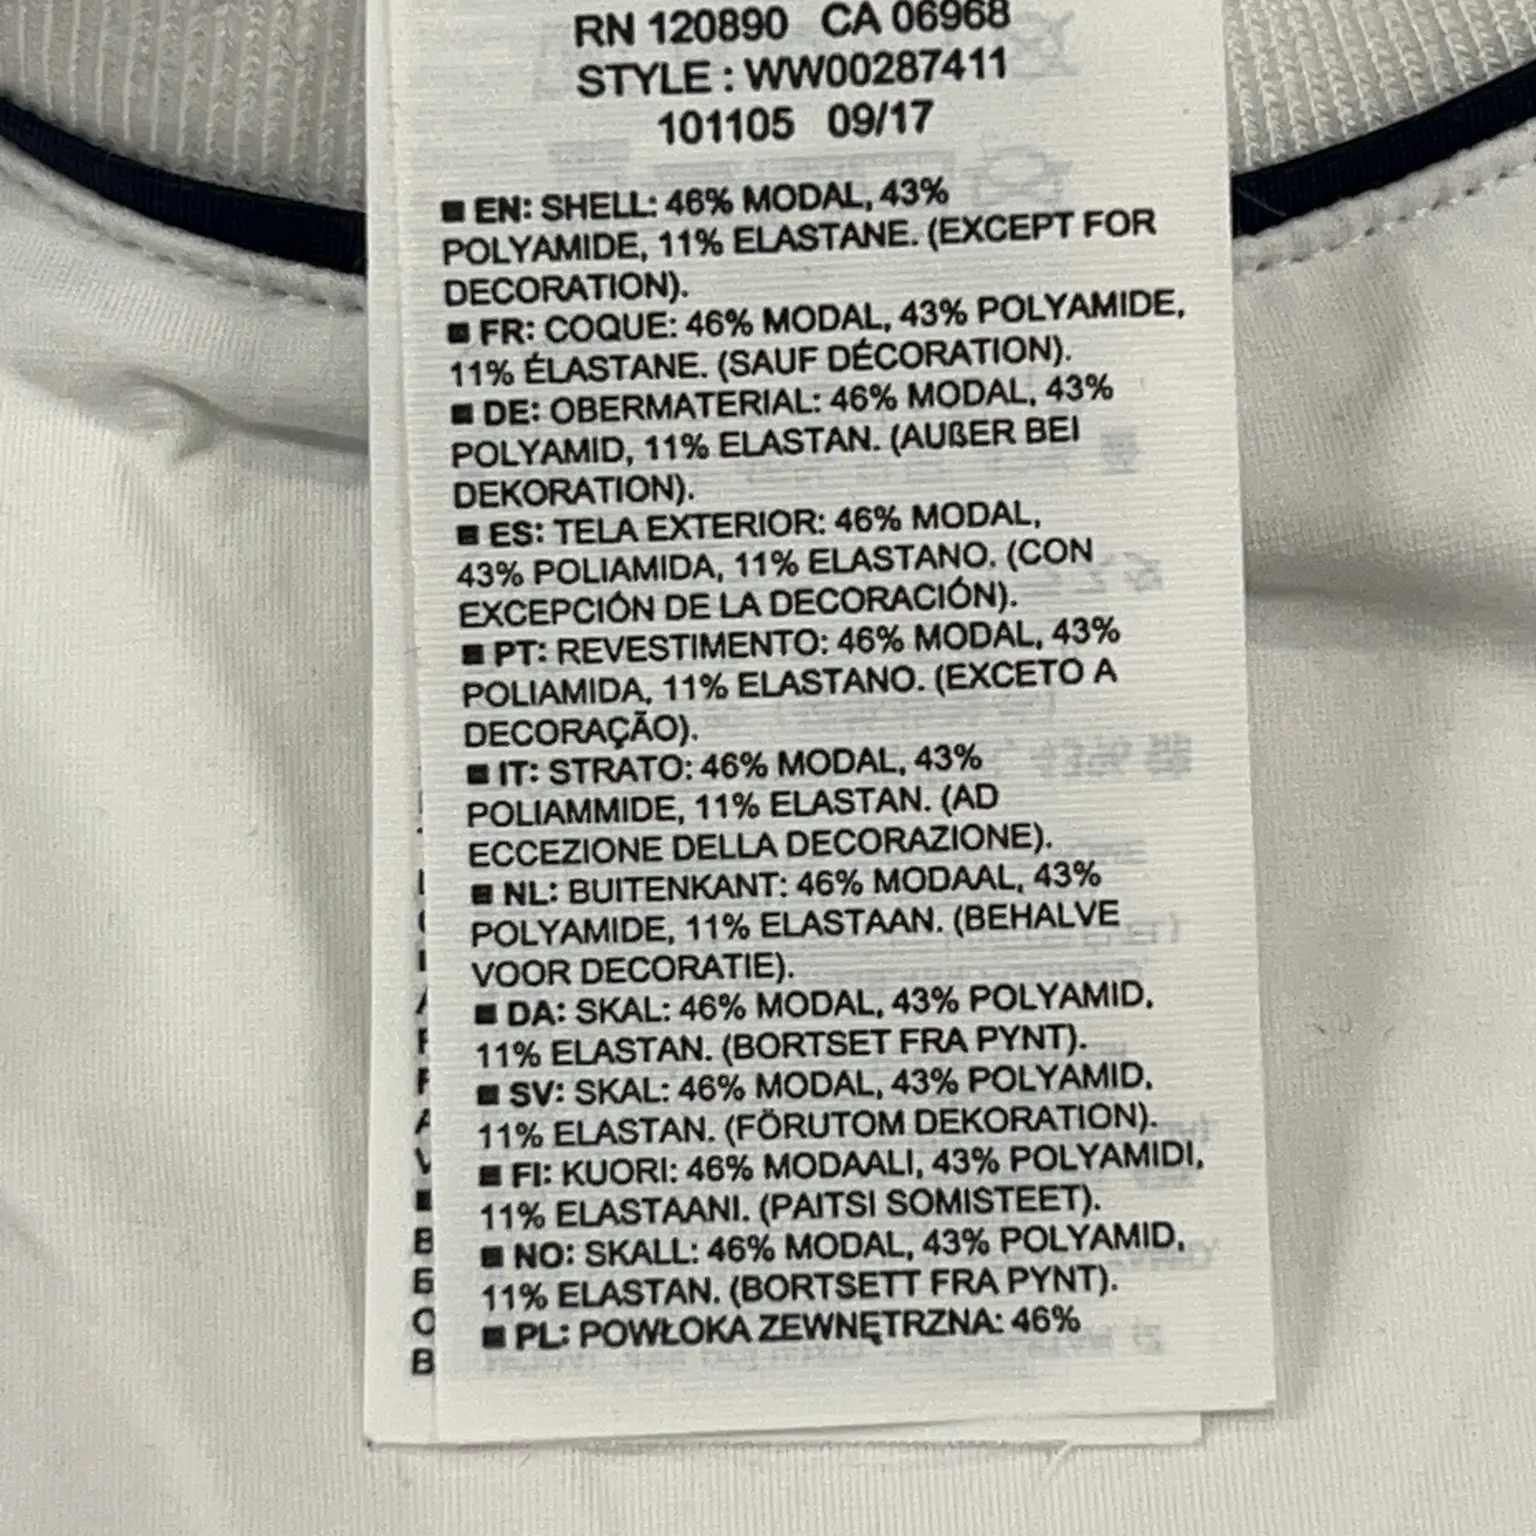 RN 120890 CA 06968
STYLE : WW00287411
101105 09/17
■ EN: SHELL: 46% MODAL, 43%
POLYAMIDE, 11% ELASTANE. (EXCEPT FOR
DECORATION).
■ FR: COQUE: 46% MODAL, 43% POLYAMIDE,
11% ÉLASTANE. (SAUF DÉCORATION).
■ DE: OBERMATERIAL: 46% MODAL, 43%
POLYAMID, 11% ELASTAN. (AUßER BEI
DEKORATION).
■ ES: TELA EXTERIOR: 46% MODAL,
43% POLIAMIDA, 11% ELASTANO. (CON
EXCEPCIÓN DE LA DECORACIÓN).
■ PT: REVESTIMENTO: 46% MODAL, 43%
POLIAMIDA, 11% ELASTANO. (EXCETO A
DECORAÇÃO).
■ IT: STRATO: 46% MODAL, 43%
POLIAMMIDE, 11% ELASTAN. (AD
ECCEZIONE DELLA DECORAZIONE).
■ NL: BUITENKANT: 46% MODAAL, 43%
POLYAMIDE, 11% ELASTAAN. (BEHALVE
VOOR DECORATIE).
■ DA: SKAL: 46% MODAL, 43% POLYAMID,
11% ELASTAN. (BORTSET FRA PYNT).
■ SV: SKAL: 46% MODAL, 43% POLYAMID,
11% ELASTAN. (FÖRUTOM DEKORATION).
■ FI: KUORI: 46% MODAALI, 43% POLYAMIDI,
11% ELASTAANI. (PAITSI SOMISTEET).
■ NO: SKALL: 46% MODAL, 43% POLYAMID,
11% ELASTAN. (BORTSETT FRA PYNT).
■ PL: POWŁOKA ZEWNĘTRZNA: 46%